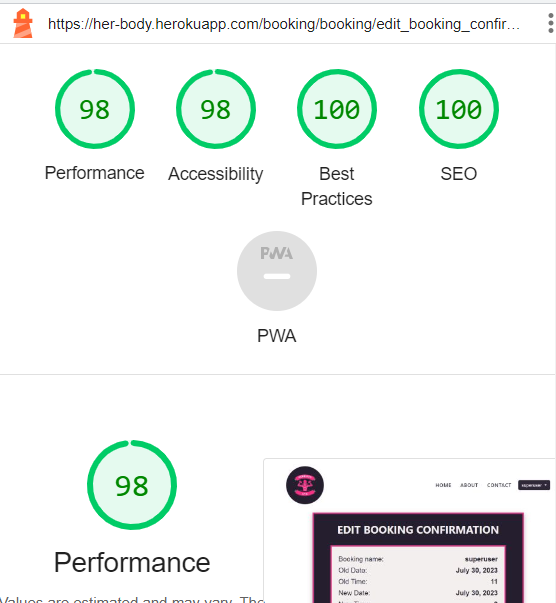 https://her-body.herokuapp.com/booking/booking/edit_booking_confir...
98 98 100 100
Performance Accessibility Best Practices SEO
PWA
PWA
98
Performance
Values are estimated and may vary. The
HOME ABOUT CONTACT superuser
EDIT BOOKING CONFIRMATION
Booking name: superuser
Old Date: July 30, 2023
Old Time: 11
New Date: July 30, 2023
New Time: